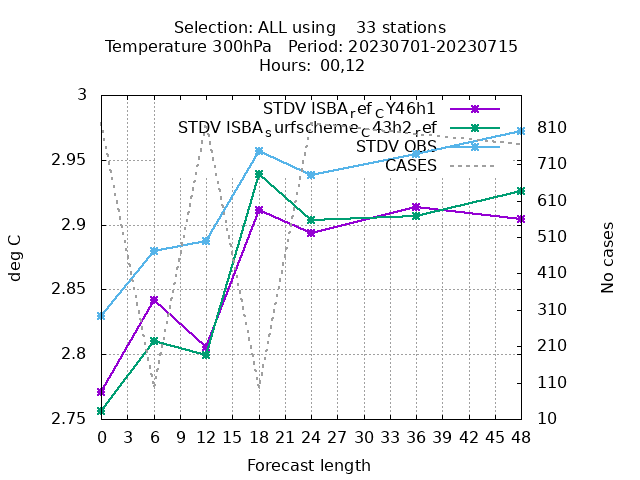 Selection: ALL using    33 stations
Temperature 300hPa   Period: 20230701-20230715
Hours:  00,12
3
2.95
2.9
2.85
2.8
2.75
deg C
STDV ISBA_ref_CY46h1
STDV ISBA_surfscheme_C43h2_ref
STDV OBS
CASES
810
710
610
510
410
310
210
110
10
No cases
0 3 6 9 12 15 18 21 24 27 30 33 36 39 42 45 48
Forecast length